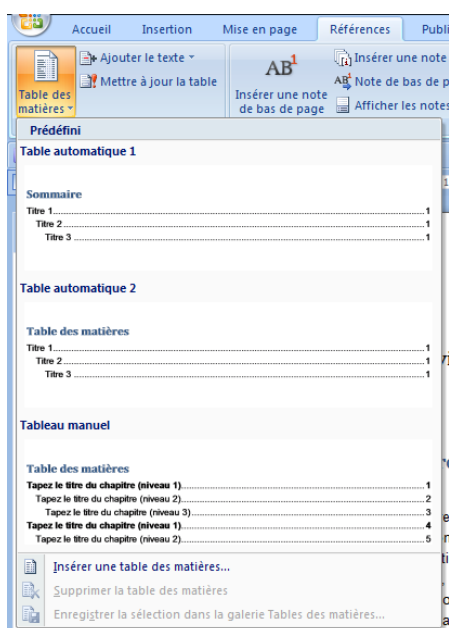 Accueil Insertion Mise en page Références Publi
Ajouter le texte
Mettre à jour la table
Table des
matières
AB1
Insérer une note
de bas de page
Insérer une note
Note de bas de p
Afficher les notes
Prédéfini
Table automatique 1
Sommaire
Titre 1........1
Titre 2........1
Titre 3........1
Table automatique 2
Table des matières
Titre 1........1
Titre 2........1
Titre 3........1
Tableau manuel
Table des matières
Tapez le titre du chapitre (niveau 1)........1
Tapez le titre du chapitre (niveau 2)........2
Tapez le titre du chapitre (niveau 3)........3
Tapez le titre du chapitre (niveau 1)........4
Tapez le titre du chapitre (niveau 2)........5
Insérer une table des matières...
Supprimer la table des matières
Enregistrer la sélection dans la galerie Tables des matières...